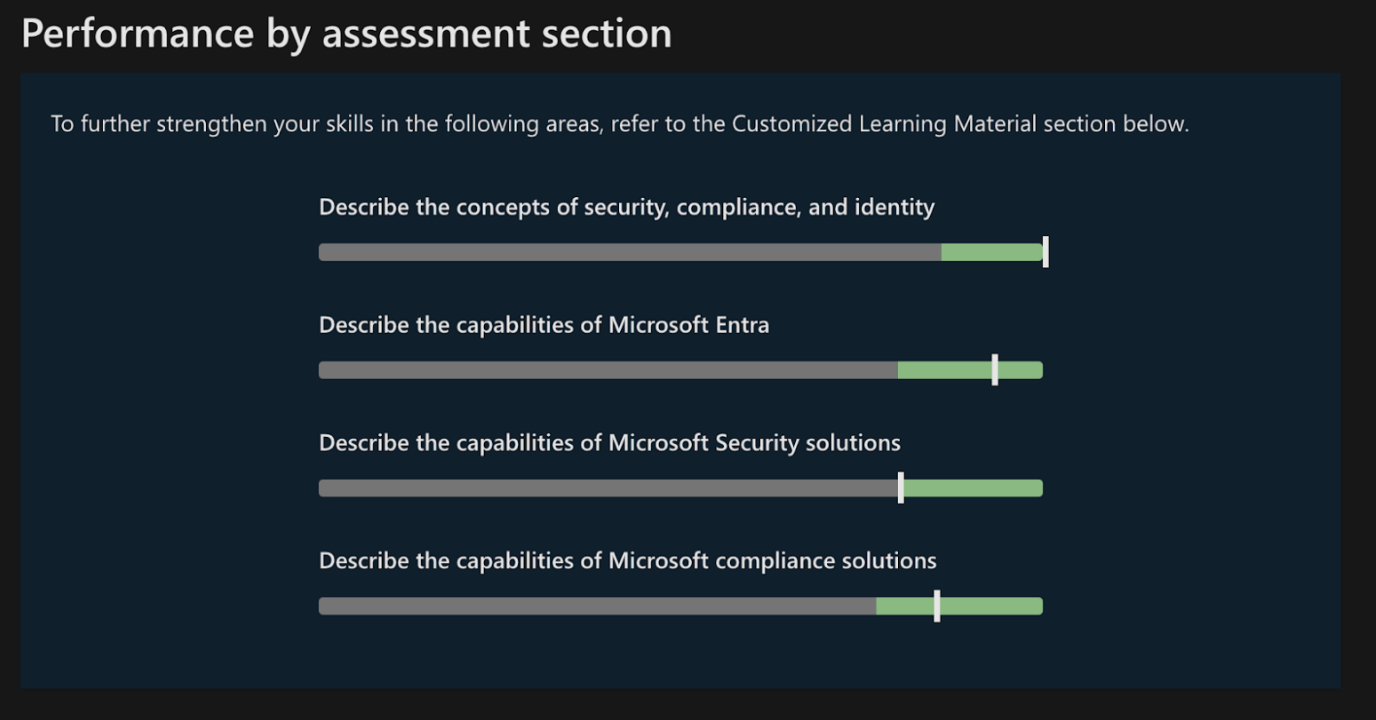 Performance by assessment section
To further strengthen your skills in the following areas, refer to the Customized Learning Material section below.
Describe the concepts of security, compliance, and identity
Describe the capabilities of Microsoft Entra
Describe the capabilities of Microsoft Security solutions
Describe the capabilities of Microsoft compliance solutions